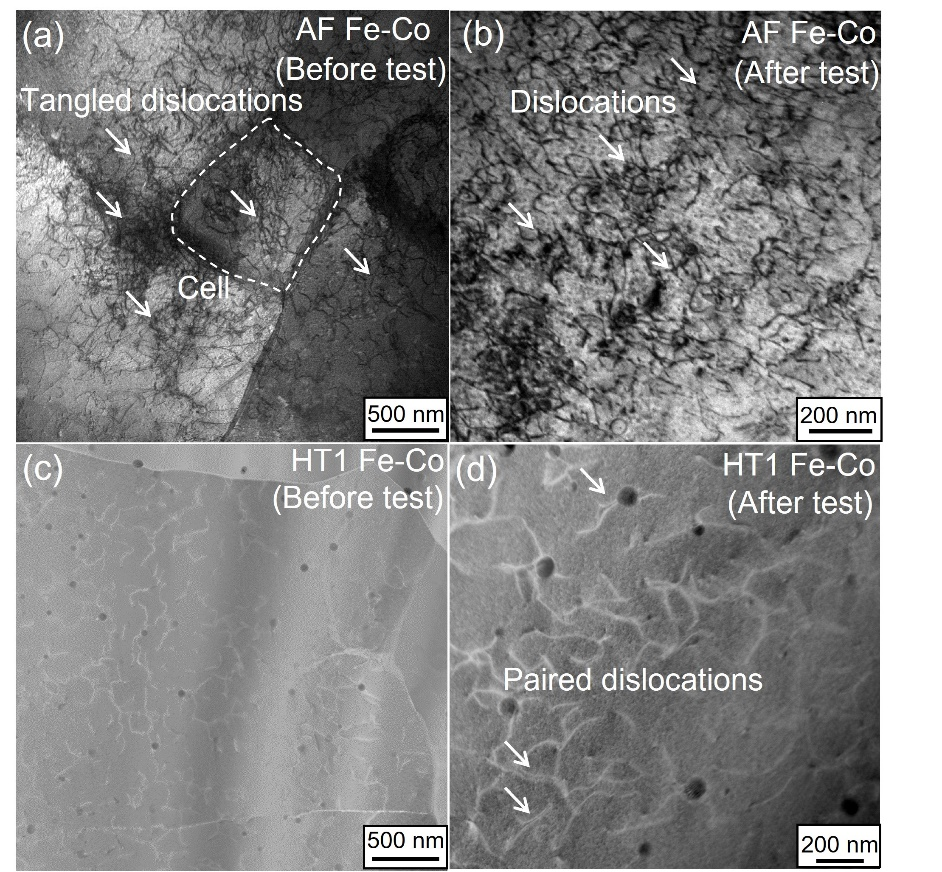 (a)
AF Fe-Co
(Before test)
Tangled dislocations
Cell
500 nm
(b)
AF Fe-Co
(After test)
Dislocations
200 nm
(c)
HT1 Fe-Co
(Before test)
500 nm
(d)
HT1 Fe-Co
(After test)
Paired dislocations
200 nm